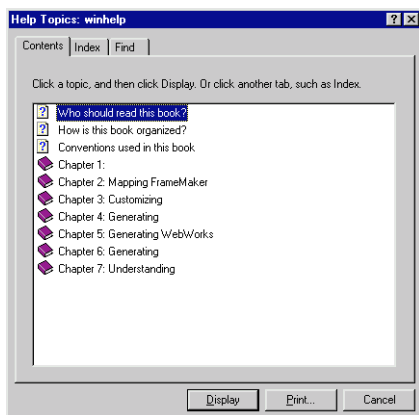 Help Topics: winhelp
Contents Index Find
Click a topic, and then click Display. Or click another tab, such as Index.
Who should read this book?
How is this book organized?
Conventions used in this book
Chapter 1:
Chapter 2: Mapping FrameMaker
Chapter 3: Customizing
Chapter 4: Generating
Chapter 5: Generating WebWorks
Chapter 6: Generating
Chapter 7: Understanding
Display Print... Cancel